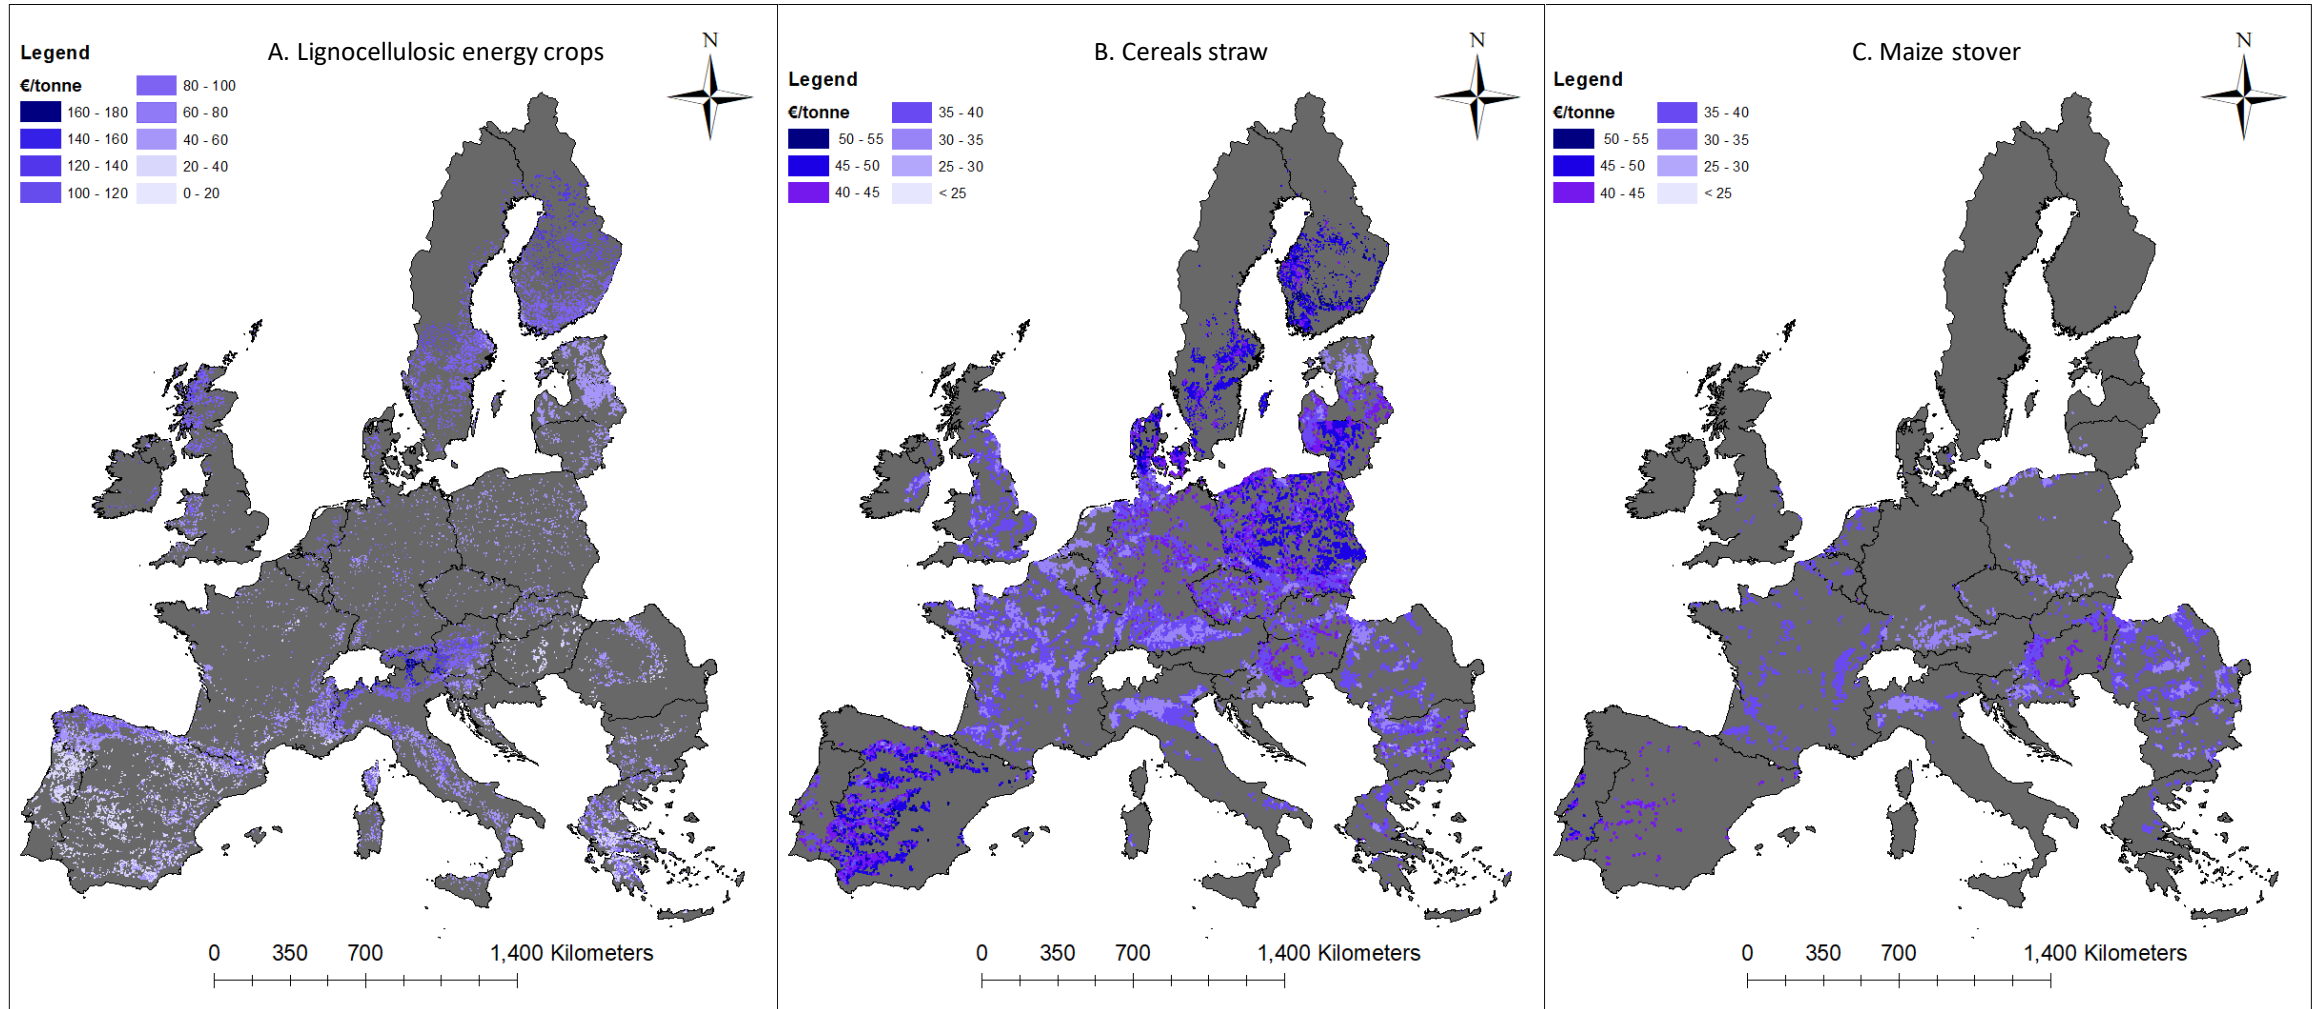 A. Lignocellulosic energy crops
N
Legend
€/tonne
160 - 180
140 - 160
120 - 140
100 - 120
80 - 100
60 - 80
40 - 60
20 - 40
0 - 20
0 350 700 1,400 Kilometers
B. Cereals straw
N
Legend
€/tonne
50 - 55
45 - 50
40 - 45
35 - 40
30 - 35
25 - 30
< 25
0 350 700 1,400 Kilometers
C. Maize stover
N
Legend
€/tonne
50 - 55
45 - 50
40 - 45
35 - 40
30 - 35
25 - 30
< 25
0 350 700 1,400 Kilometers